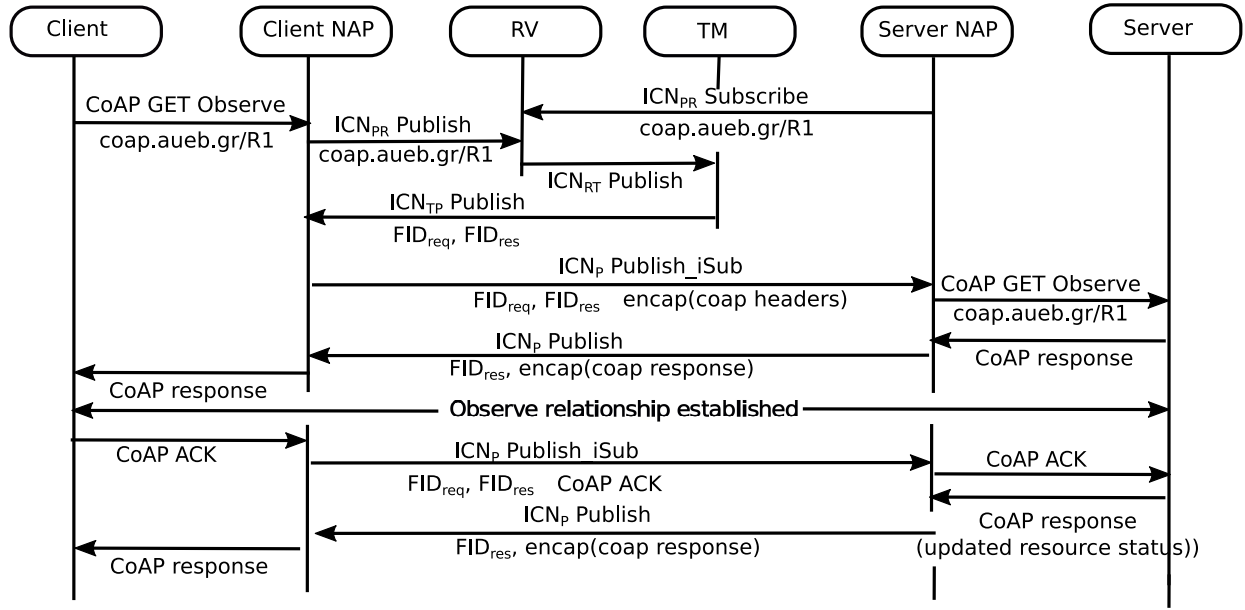 Client
Client NAP
RV
TM
Server NAP
Server
CoAP GET Observe
coap.aueb.gr/R1
ICN_PR Subscribe
coap.aueb.gr/R1
ICN_PR Publish
coap.aueb.gr/R1
ICN_RT Publish
ICN_TP Publish
FID_req, FID_res
ICN_P Publish_iSub
FID_req, FID_res encap(coap headers)
CoAP GET Observe
coap.aueb.gr/R1
CoAP response
ICN_P Publish
FID_res, encap(coap response)
CoAP response
Observe relationship established
CoAP ACK
ICN_P Publish_iSub
FID_req, FID_res CoAP ACK
CoAP ACK
CoAP response
(updated resource status))
ICN_P Publish
FID_res, encap(coap response)
CoAP response